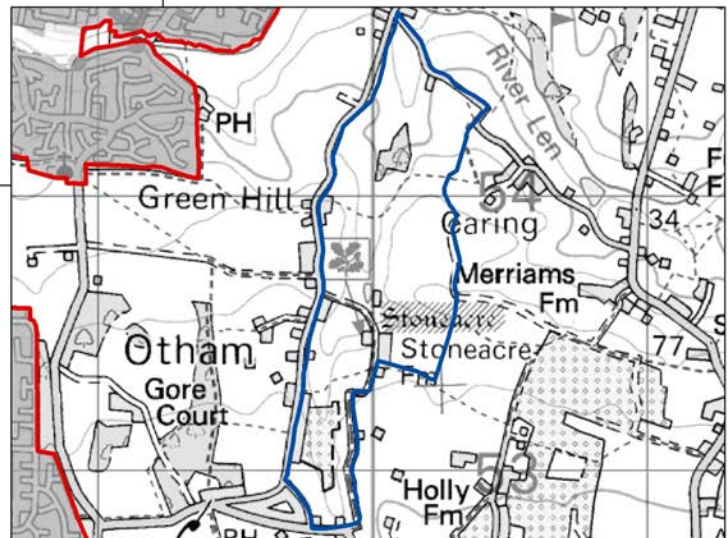 PH
River Len
Green Hill
54
Caring
34
F
F
Merriams
Fm
Stoneacre
Stoneacre
Fm
77
Otham
Gore
Court
53
Holly
Fm
PH